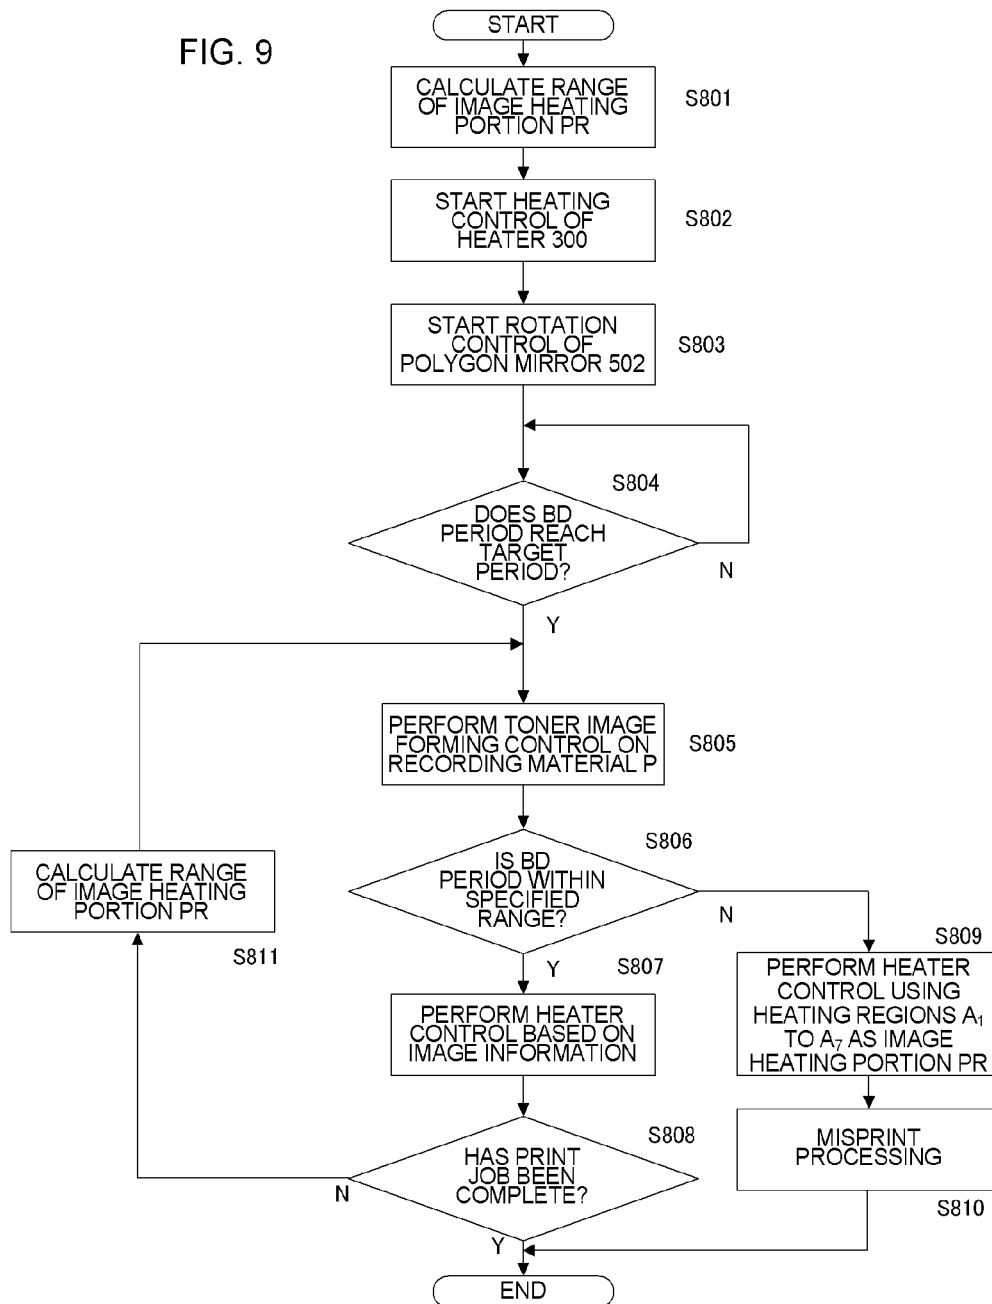 FIG. 9
START
CALCULATE RANGE
OF IMAGE HEATING
PORTION PR
S801
START HEATING
CONTROL OF
HEATER 300
S802
START ROTATION
CONTROL OF
POLYGON MIRROR 502
S803
S804
DOES BD
PERIOD REACH
TARGET
PERIOD?
N
Y
PERFORM TONER IMAGE
FORMING CONTROL ON
RECORDING MATERIAL P
S805
S806
IS BD
PERIOD WITHIN
SPECIFIED
RANGE?
N
Y
CALCULATE RANGE
OF IMAGE HEATING
PORTION PR
S811
S807
PERFORM HEATER
CONTROL BASED ON
IMAGE INFORMATION
S809
PERFORM HEATER
CONTROL USING
HEATING REGIONS A₁
TO A₇ AS IMAGE
HEATING PORTION PR
S808
HAS PRINT
JOB BEEN
COMPLETE?
N
Y
MISPRINT
PROCESSING
S810
END